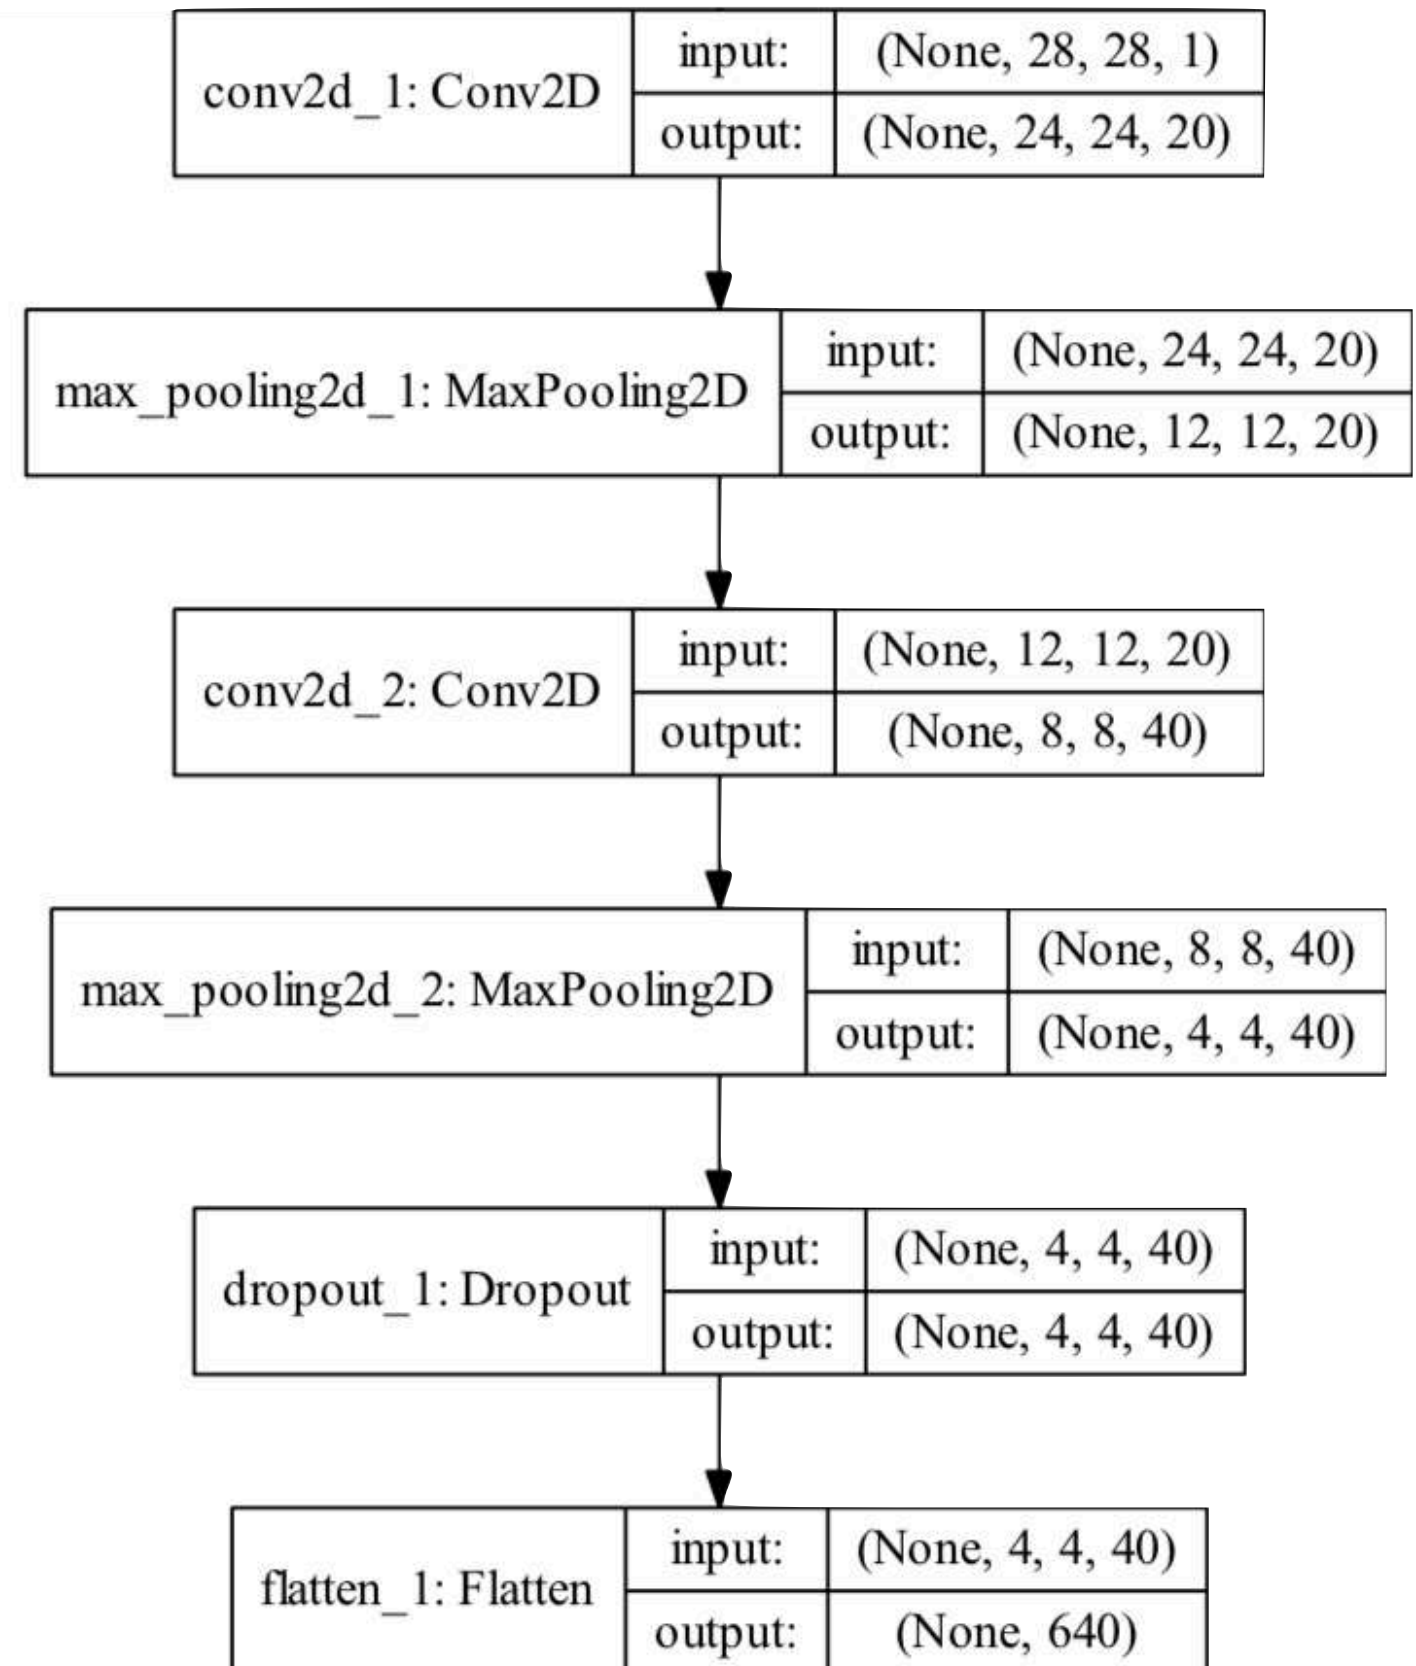 conv2d_1: Conv2D
input: (None, 28, 28, 1)
output: (None, 24, 24, 20)
max_pooling2d_1: MaxPooling2D
input: (None, 24, 24, 20)
output: (None, 12, 12, 20)
conv2d_2: Conv2D
input: (None, 12, 12, 20)
output: (None, 8, 8, 40)
max_pooling2d_2: MaxPooling2D
input: (None, 8, 8, 40)
output: (None, 4, 4, 40)
dropout_1: Dropout
input: (None, 4, 4, 40)
output: (None, 4, 4, 40)
flatten_1: Flatten
input: (None, 4, 4, 40)
output: (None, 640)